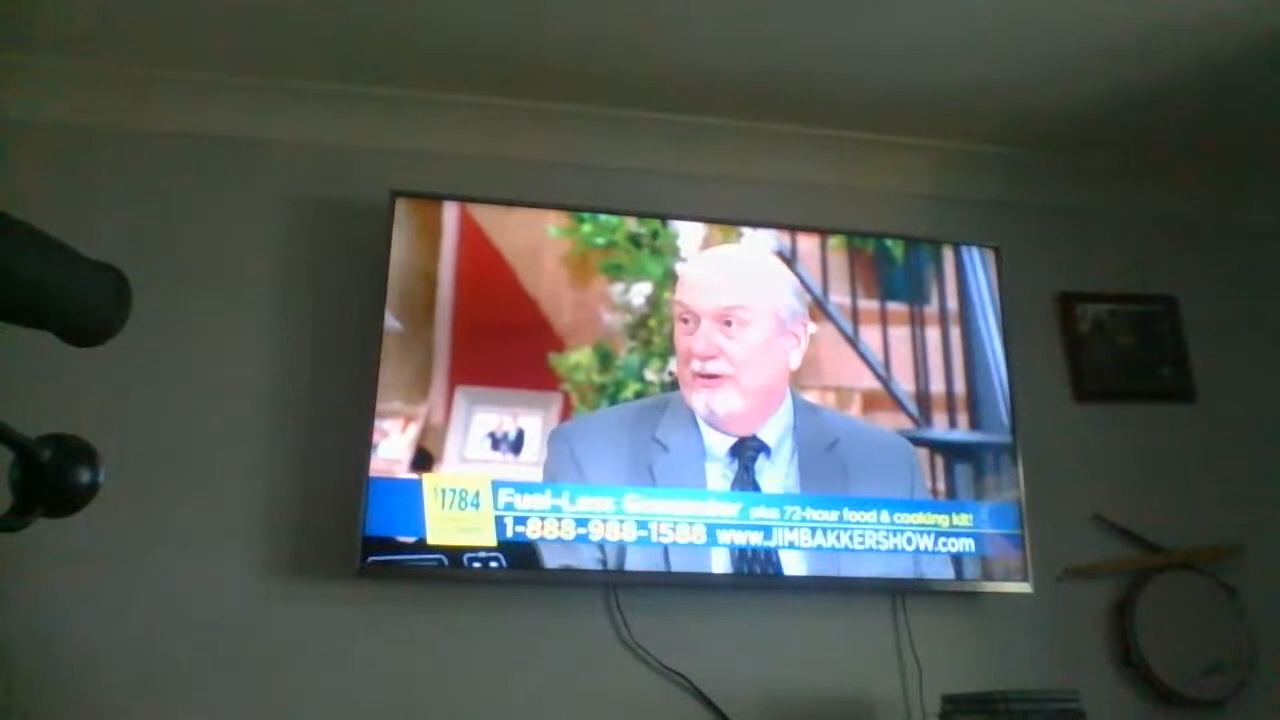 $1784
Fuel-Less Generator plus 72-hour food & cooking kit!
1-888-988-1588 www.JIMBAKKERSHOW.com